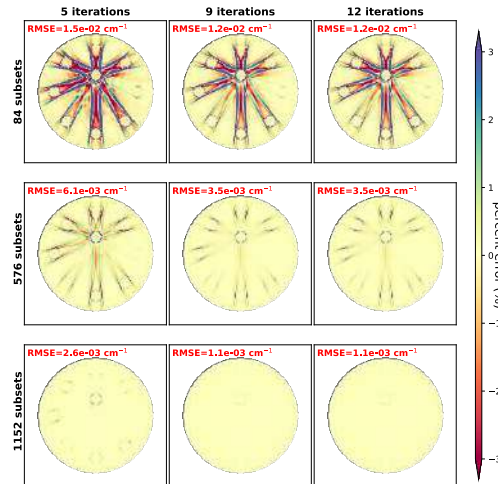 5 iterations 9 iterations 12 iterations
84 subsets
RMSE=1.5e-02 cm⁻¹ RMSE=1.2e-02 cm⁻¹ RMSE=1.2e-02 cm⁻¹
576 subsets
RMSE=6.1e-03 cm⁻¹ RMSE=3.5e-03 cm⁻¹ RMSE=3.5e-03 cm⁻¹
1152 subsets
RMSE=2.6e-03 cm⁻¹ RMSE=1.1e-03 cm⁻¹ RMSE=1.1e-03 cm⁻¹
3
2
1
0
−1
−2
−3